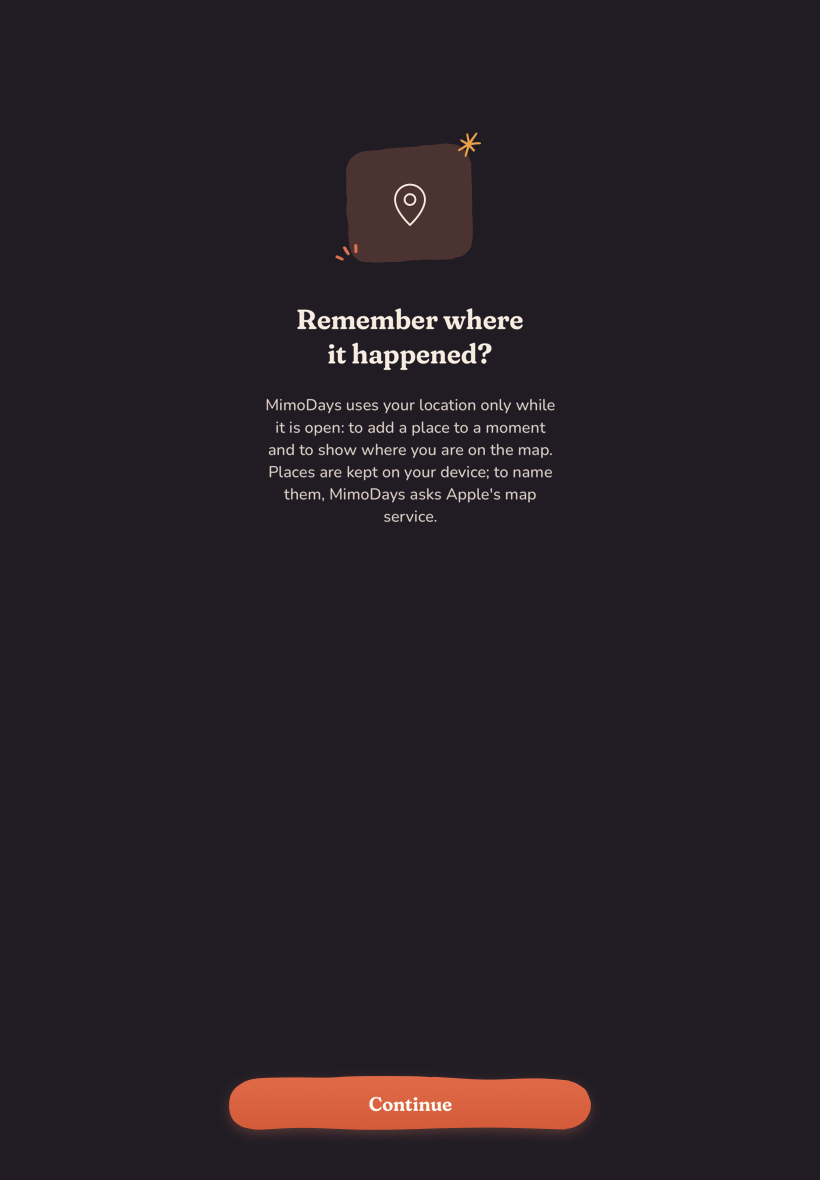 Remember where
it happened?
MimoDays uses your location only while
it is open: to add a place to a moment
and to show where you are on the map.
Places are kept on your device; to name
them, MimoDays asks Apple's map
service.
Continue